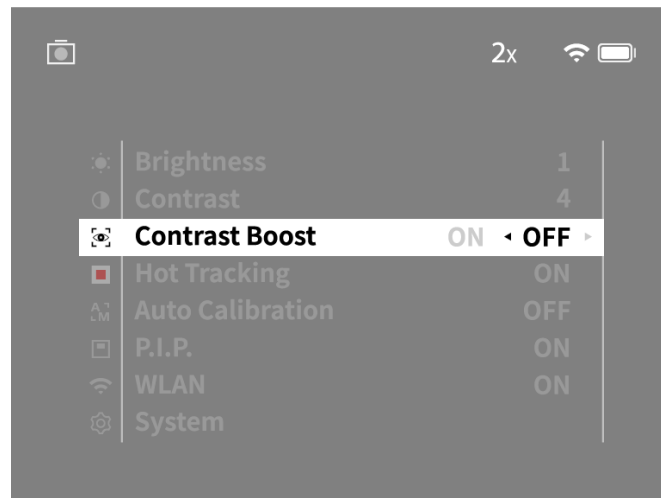 2x
Brightness 1
Contrast 4
Contrast Boost ON OFF
Hot Tracking ON
A M Auto Calibration OFF
P.I.P. ON
WLAN ON
System